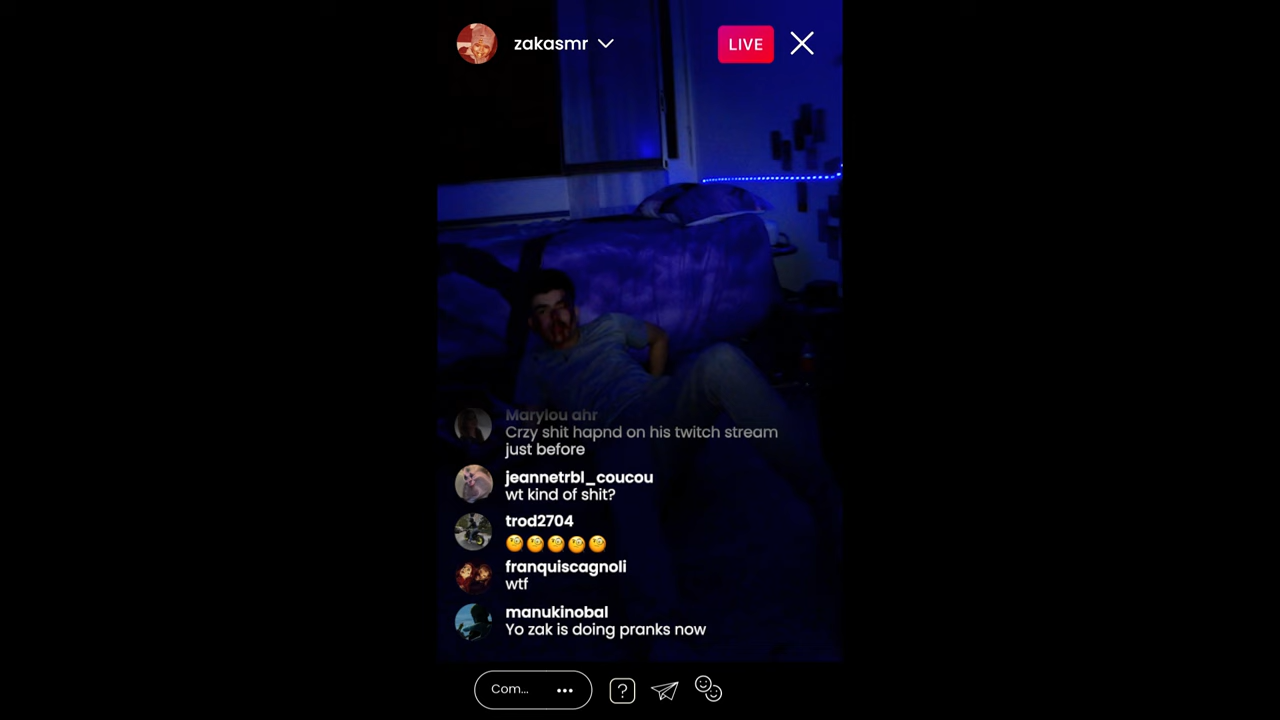 zakasmr
LIVE
Marylou ahr
Crzy shit hapnd on his twitch stream
just before
jeannetrbl_coucou
wt kind of shit?
trod2704
🧐🧐🧐🧐🧐
franquiscagnoli
wtf
manukinobal
Yo zak is doing pranks now
Com... •••
?